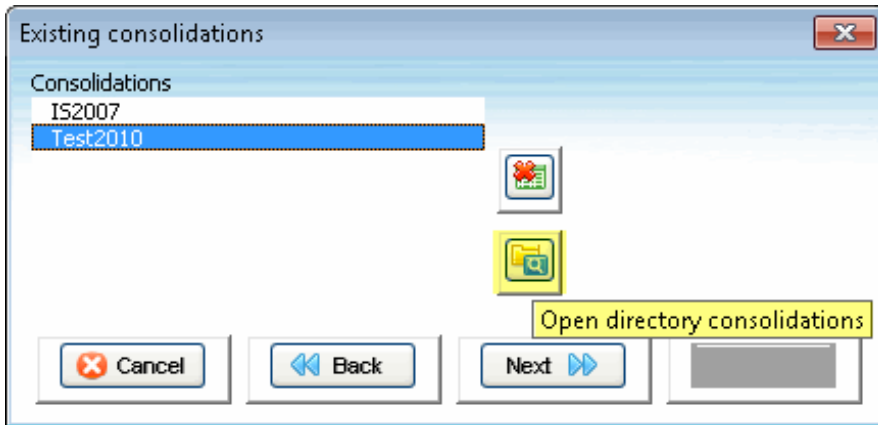 Existing consolidations
Consolidations
IS2007
Test2010
Open directory consolidations
Cancel
Back
Next